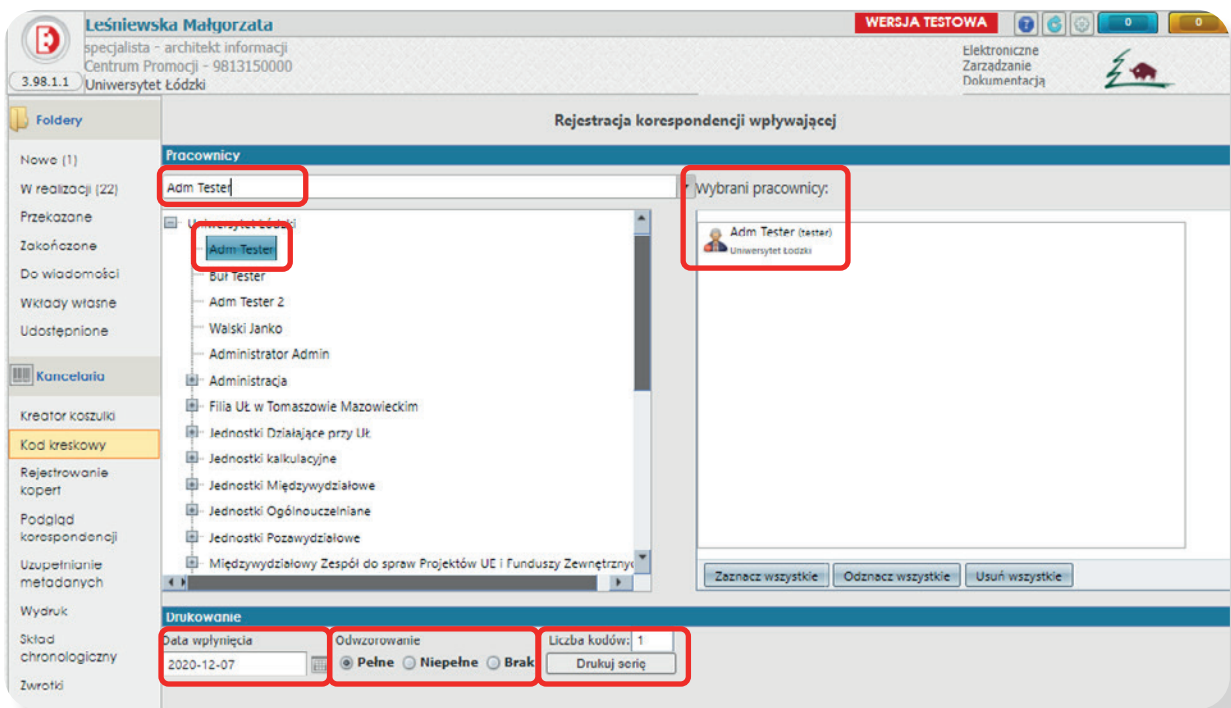 Leśniewska Małgorzata
WERSJA TESTOWA
0
0
specjalista - architekt informacji
Centrum Promocji - 9813150000
3.98.1.1
Uniwersytet Łódzki
Elektroniczne
Zarządzanie
Dokumentacją
Foldery
Nowe (1)
W realizacji (22)
Przekazane
Zakończone
Do wiadomości
Wkłady własne
Udostępnione
Kancelaria
Kreator koszulki
Kod kreskowy
Rejestrowanie
kopert
Podgląd
korespondencji
Uzupełnianie
metadanych
Wydruk
Skład
chronologiczny
Zwrotki
Rejestracja korespondencji wpływającej
Pracownicy
Adm Tester
Uniwersytet Łódzki
Adm Tester
Buł Tester
Adm Tester 2
Walski Janko
Administrator Admin
Administracja
Filia UŁ w Tomaszowie Mazowieckim
Jednostki Działające przy UŁ
Jednostki kalkulacyjne
Jednostki Międzywydziałowe
Jednostki Ogólnouczelniane
Jednostki Pozawydziałowe
Międzywydziałowy Zespół do spraw Projektów UE i Funduszy
Wybrani pracownicy:
Adm Tester (tester)
Uniwersytet Łódzki
Zaznacz wszystkie
Odznacz wszystkie
Usuń wszystkie
Drukowanie
Data wpłynięcia
2020-12-07
Odwzorowanie
Pełne Niepełne Brak
Liczba kodów: 1
Drukuj serię